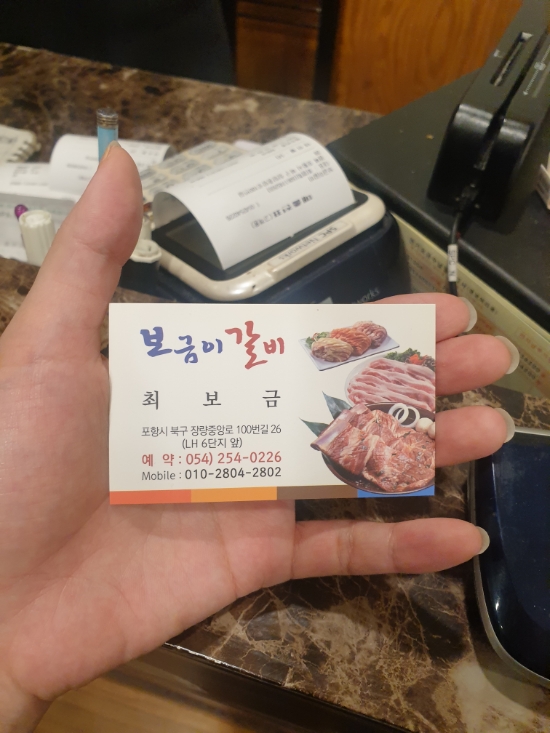 보금이갈비
최 보 금
포항시 북구 장량중앙로 100번길 26
(LH 6단지 앞)
예 약 : 054) 254-0226
Mobile : 010-2804-2802